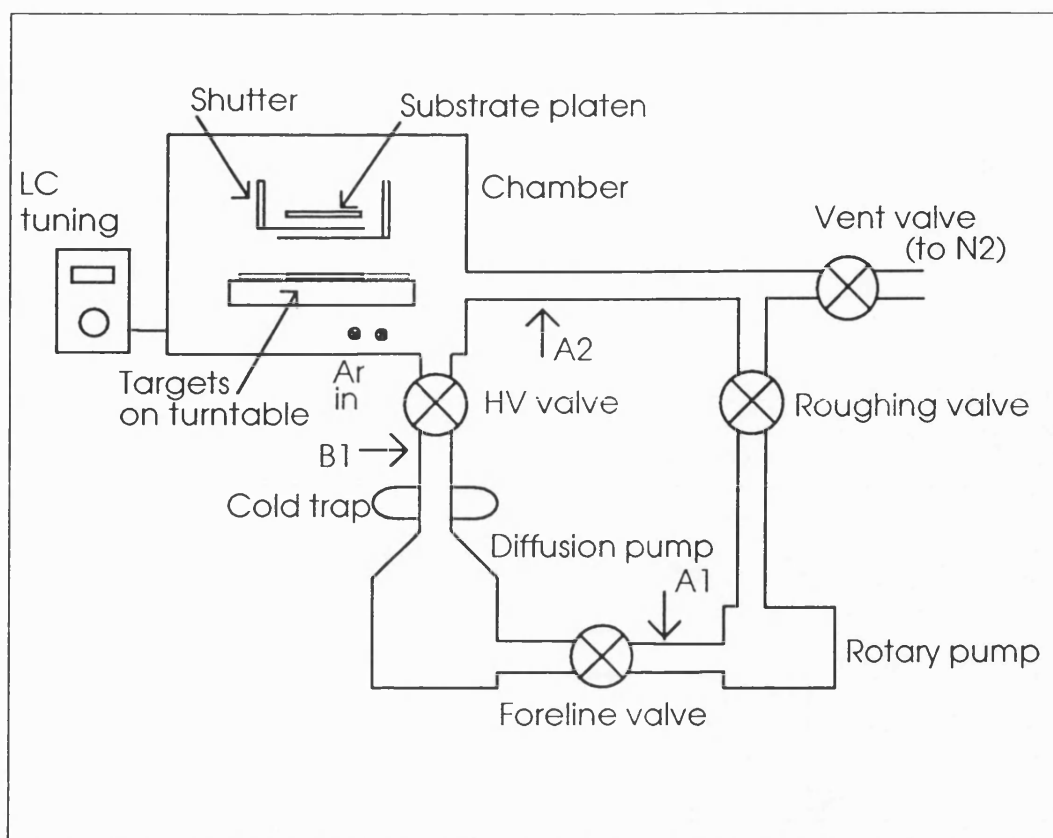 Shutter
Substrate platen
LC
tuning
Chamber
Vent valve
(to N2)
A2
Targets
on turntable
Ar
in
HV valve
Roughing valve
B1
Cold trap
Diffusion pump
A1
Rotary pump
Foreline valve